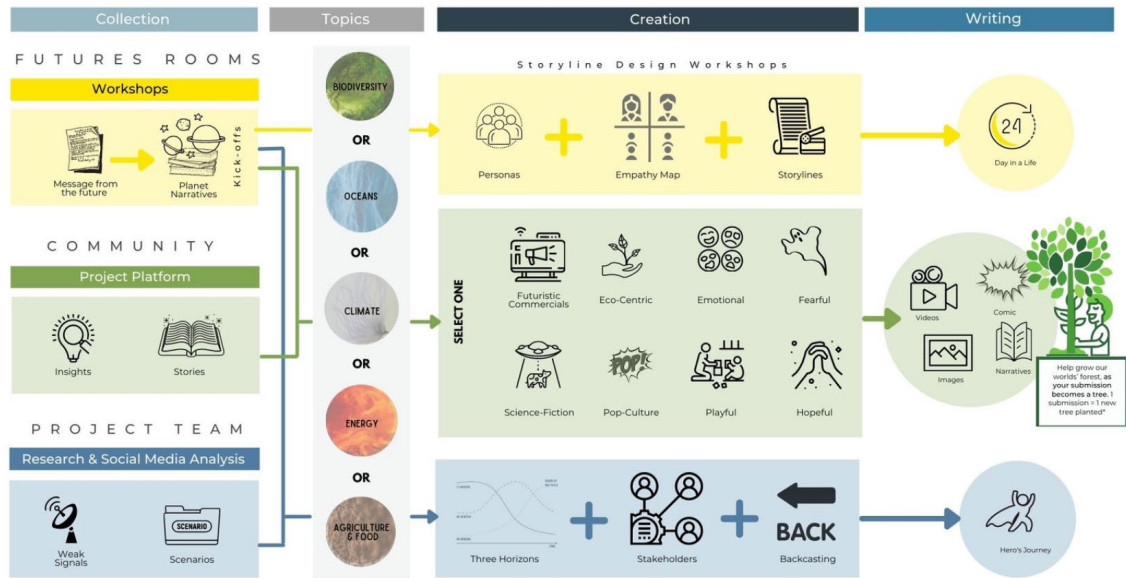 Collection
Topics
Creation
Writing
FUTURES ROOMS
Workshops
Message from
the future
Planet
Narratives
Kick-offs
COMMUNITY
Project Platform
Insights
Stories
PROJECT TEAM
Research & Social Media Analysis
Weak
Signals
SCENARIO
Scenarios
BIODIVERSITY
OR
OCEANS
OR
CLIMATE
OR
ENERGY
OR
AGRICULTURE
& FOOD
Storyline Design Workshops
Personas
Empathy Map
Storylines
SELECT ONE
Futuristic
Commercials
Eco-Centric
Emotional
Fearful
Science-Fiction
POP!
Pop-Culture
Playful
Hopeful
Three Horizons
Stakeholders
BACK
Backcasting
24
Day in a Life
Videos
Comic
Images
Narratives
Help grow our
worlds' forest, as
your submission
becomes a tree. 1
submission = 1 new
tree planted*
Hero's Journey